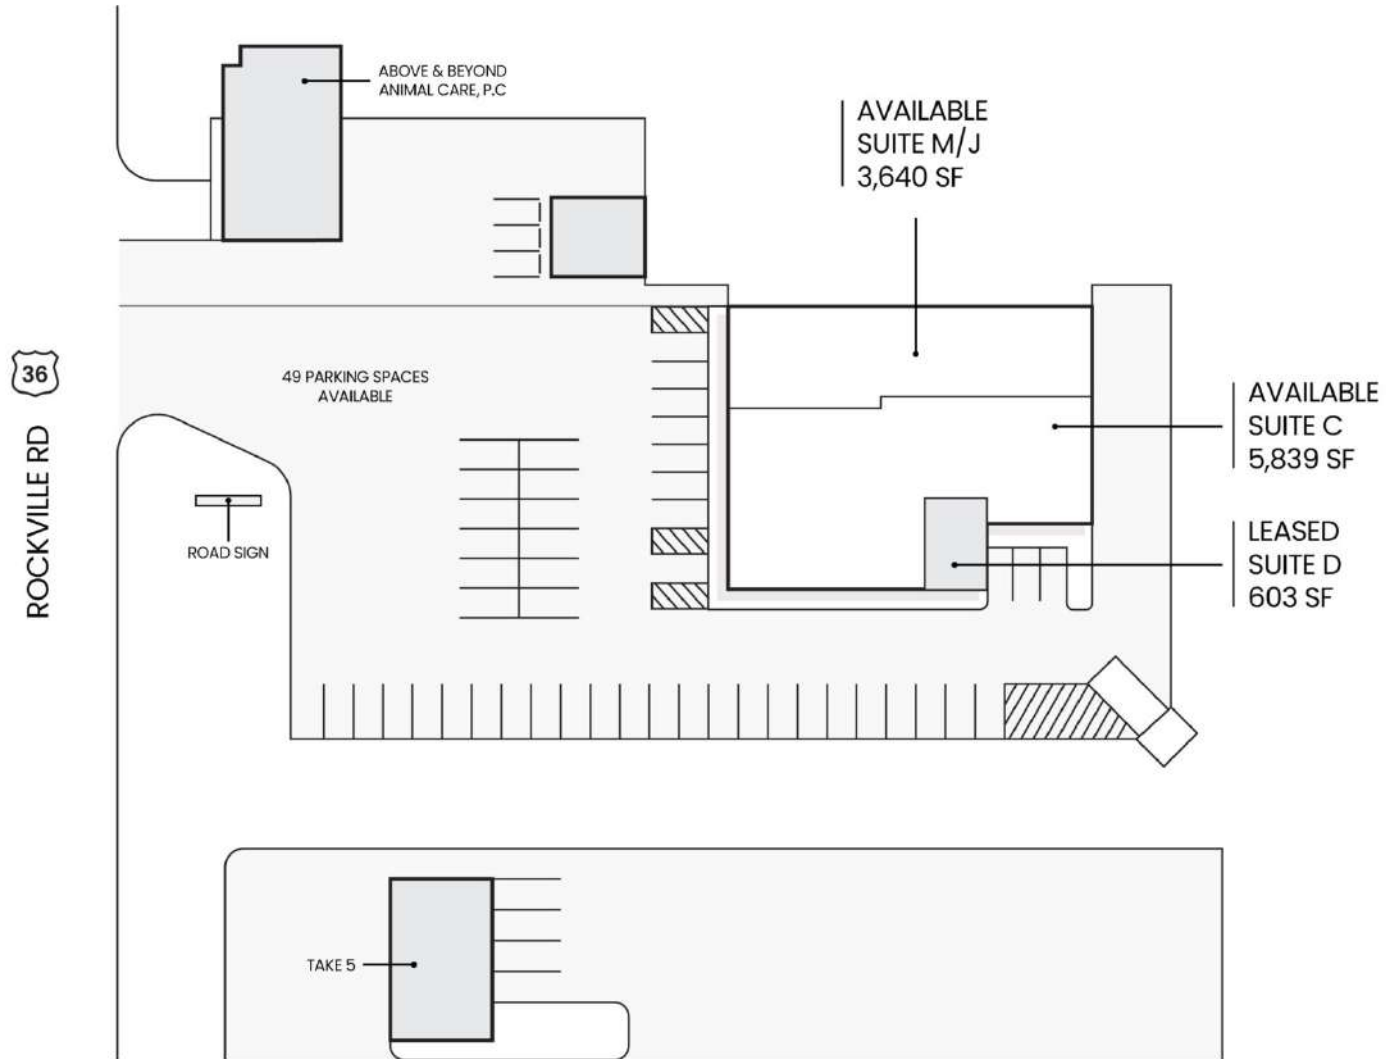 ABOVE & BEYOND
ANIMAL CARE, P.C
AVAILABLE
SUITE M/J
3,640 SF
36
ROCKVILLE RD
49 PARKING SPACES
AVAILABLE
AVAILABLE
SUITE C
5,839 SF
ROAD SIGN
LEASED
SUITE D
603 SF
TAKE 5